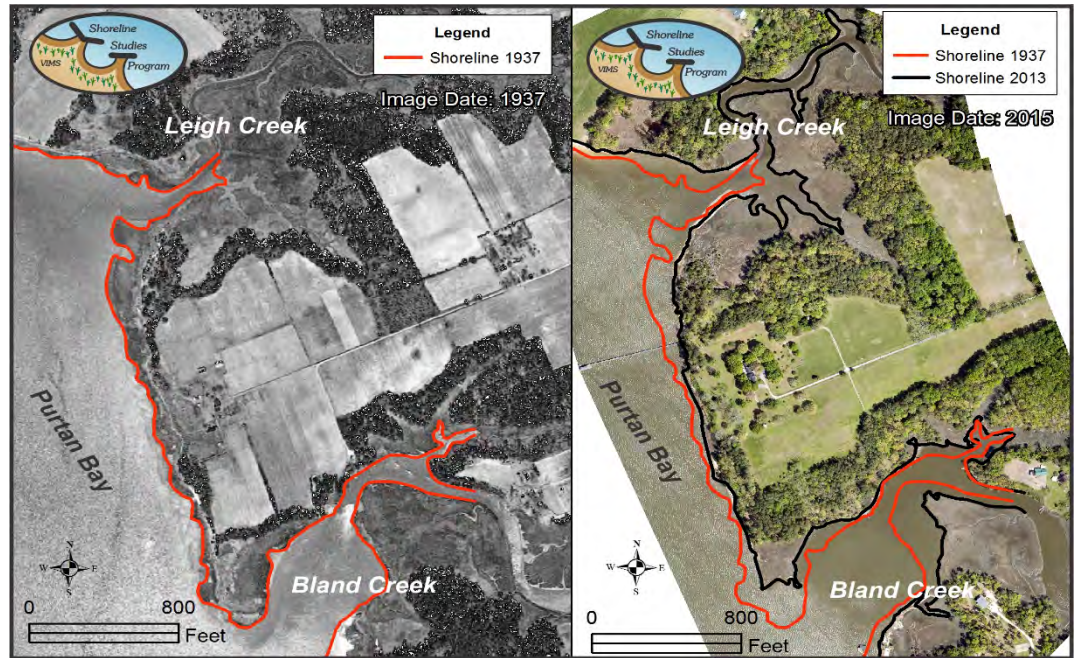 Shoreline
Studies
Program
VIMS
Legend
Shoreline 1937
Image Date: 1937
Leigh Creek
Purtan Bay
Bland Creek
N
W E
S
0 800
Feet
Shoreline
Studies
Program
VIMS
Legend
Shoreline 1937
Shoreline 2013
Image Date: 2015
Leigh Creek
Purtan Bay
Bland Creek
N
W E
S
0 800
Feet